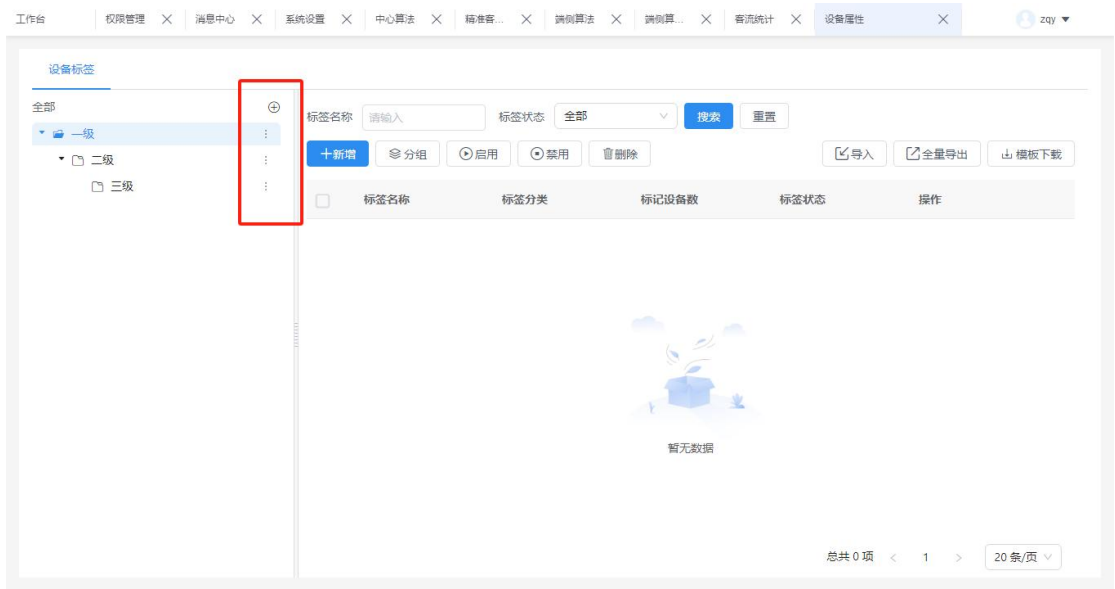 工作台 权限管理 消息中心 系统设置 中心算法 精准客... 端侧算法 端侧算... 客流统计 设备属性 zqy
设备标签
全部
一级
二级
三级
标签名称 请输入 标签状态 全部 搜索 重置
新增 分组 启用 禁用 删除 导入 全量导出 模板下载
标签名称 标签分类 标记设备数 标签状态 操作
暂无数据
总共 0 项 < 1 > 20 条/页